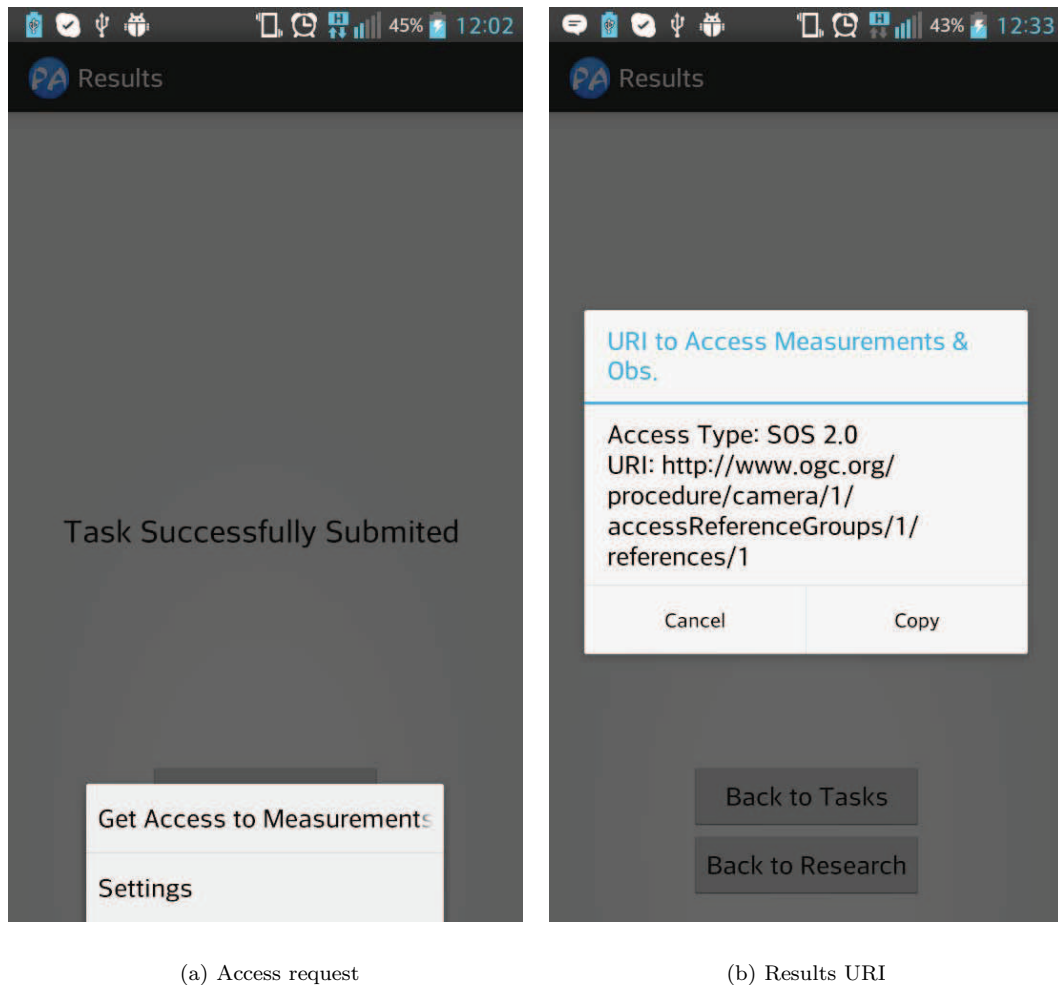 45% 12:02
PA Results
Task Successfully Submited
Get Access to Measurements
Settings
(a) Access request
43% 12:33
PA Results
URI to Access Measurements &
Obs.
Access Type: SOS 2.0
URI: http://www.ogc.org/
procedure/camera/1/
accessReferenceGroups/1/
references/1
Cancel Copy
Back to Tasks
Back to Research
(b) Results URI